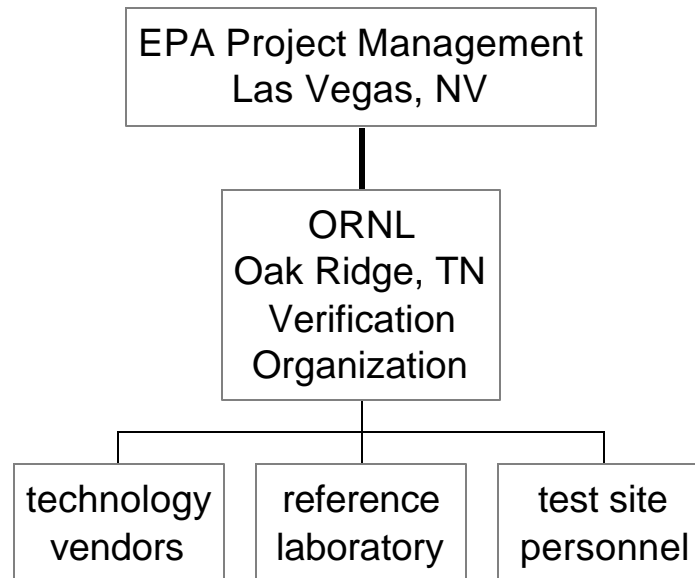 EPA Project Management
Las Vegas, NV
ORNL
Oak Ridge, TN
Verification
Organization
technology
vendors
reference
laboratory
test site
personnel